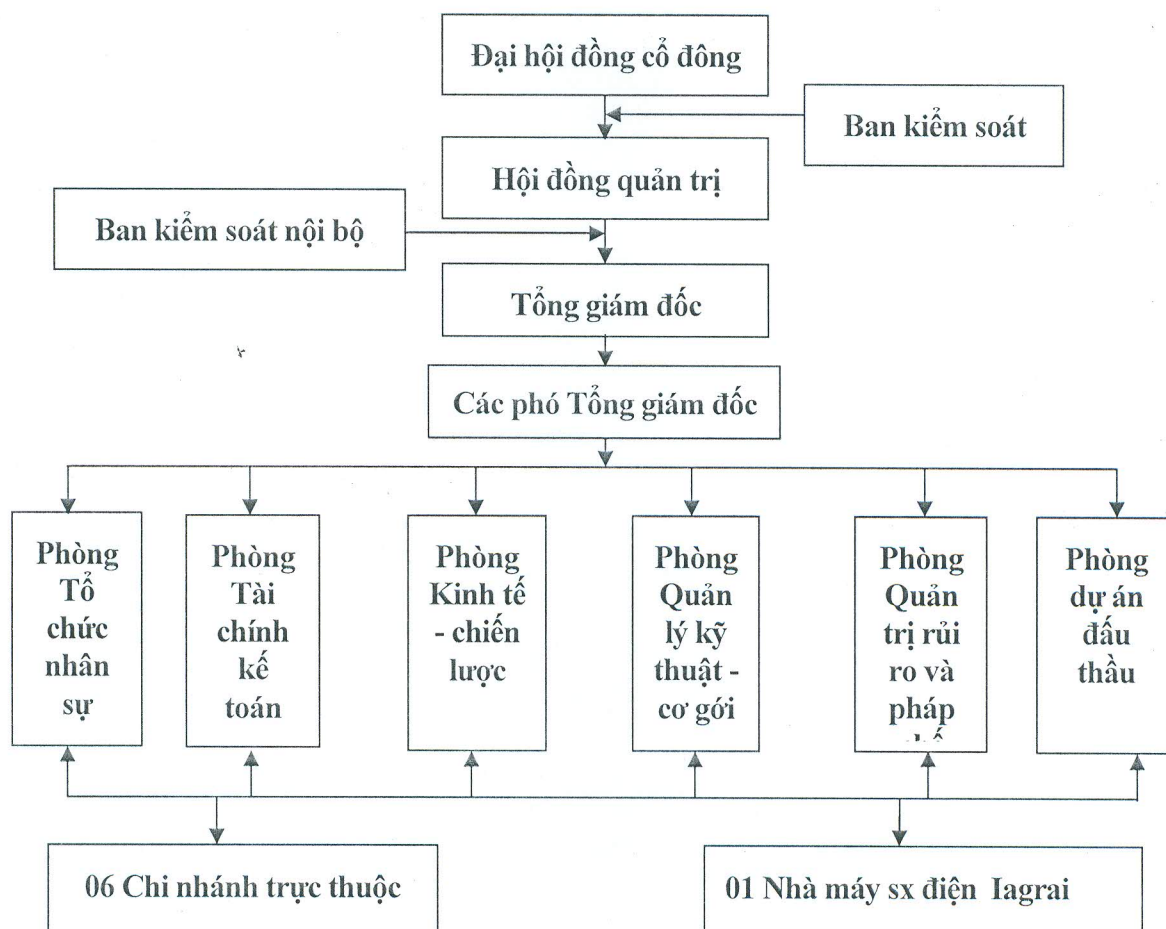 Đại hội đồng cổ đông
Ban kiểm soát
Hội đồng quản trị
Ban kiểm soát nội bộ
Tổng giám đốc
Các phó Tổng giám đốc
Phòng
Tổ
chức
nhân
sự
Phòng
Tài
chính
kế
toán
Phòng
Kinh tế
- chiến
lược
Phòng
Quản
lý kỹ
thuật -
cơ gới
Phòng
Quản
trị rủi
ro và
pháp
Phòng
dự án
đấu
thầu
06 Chi nhánh trực thuộc
01 Nhà máy sx điện Iagrai